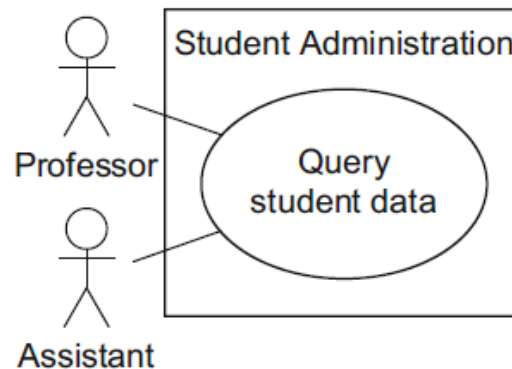 Student Administration
Professor
Query
student data
Assistant